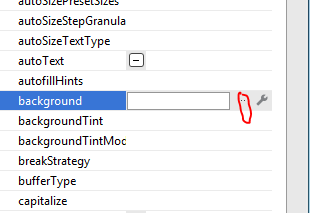 autoSizePresetSizes
autoSizeStepGranula
autoSizeTextType
autoText
autofillHints
background
backgroundTint
backgroundTintMoc
breakStrategy
bufferType
capitalize